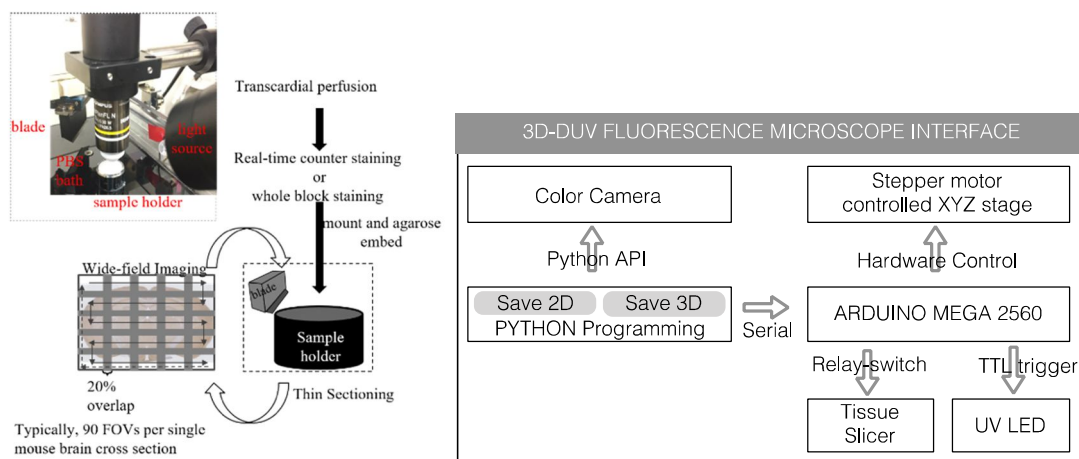 blade
light
source
PBS
bath
sample holder
Transcardial perfusion
Real-time counter staining
or
whole block staining
mount and agarose
embed
Wide-field Imaging
blade
Sample
holder
20%
overlap
Thin Sectioning
Typically, 90 FOVs per single
mouse brain cross section
3D-DUV FLUORESCENCE MICROSCOPE INTERFACE
Color Camera
Stepper motor
controlled XYZ stage
Python API
Hardware Control
Save 2D
Save 3D
PYTHON Programming
Serial
ARDUINO MEGA 2560
Relay-switch
TTL trigger
Tissue
Slicer
UV LED